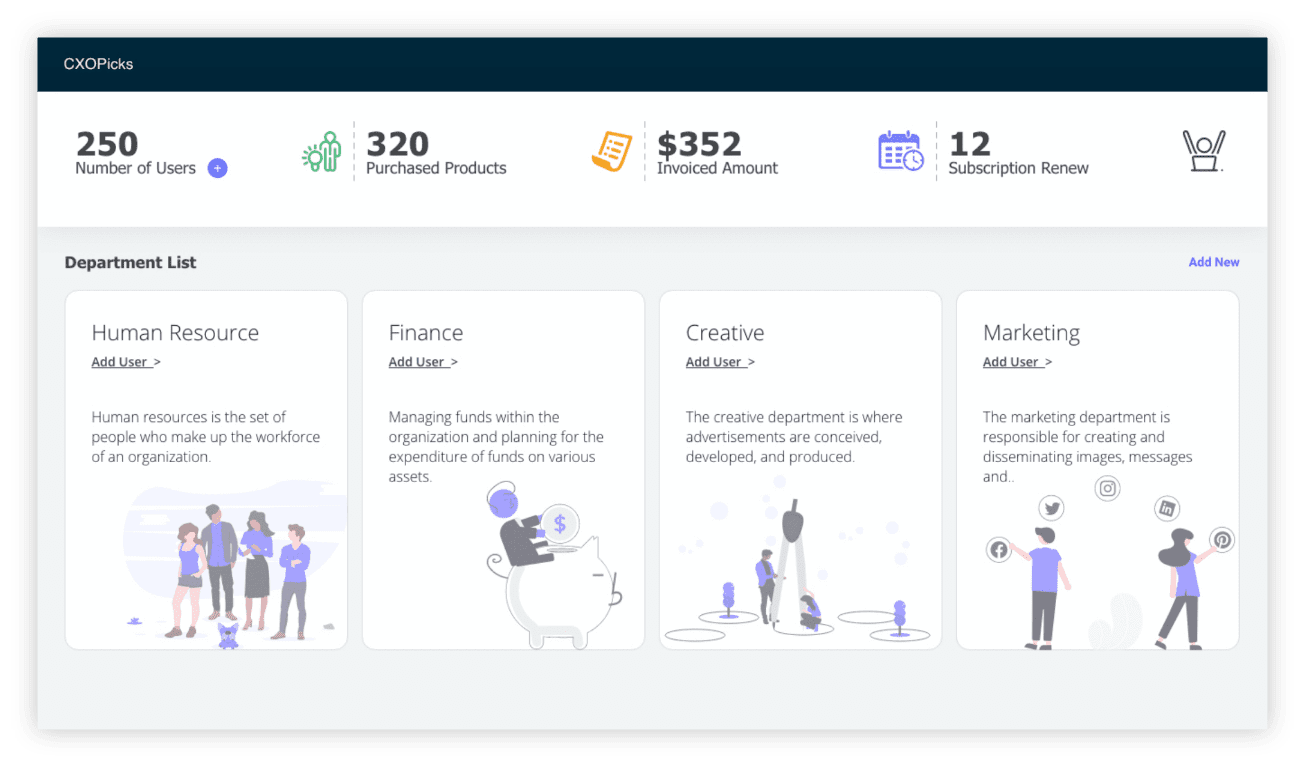 CXOPicks
250
Number of Users +
320
Purchased Products
$352
Invoiced Amount
12
Subscription Renew
Department List
Add New
Human Resource
Add User >
Human resources is the set of
people who make up the workforce
of an organization.
Finance
Add User >
Managing funds within the
organization and planning for the
expenditure of funds on various
assets.
$
Creative
Add User >
The creative department is where
advertisements are conceived,
developed, and produced.
Marketing
Add User >
The marketing department is
responsible for creating and
disseminating images, messages
and..